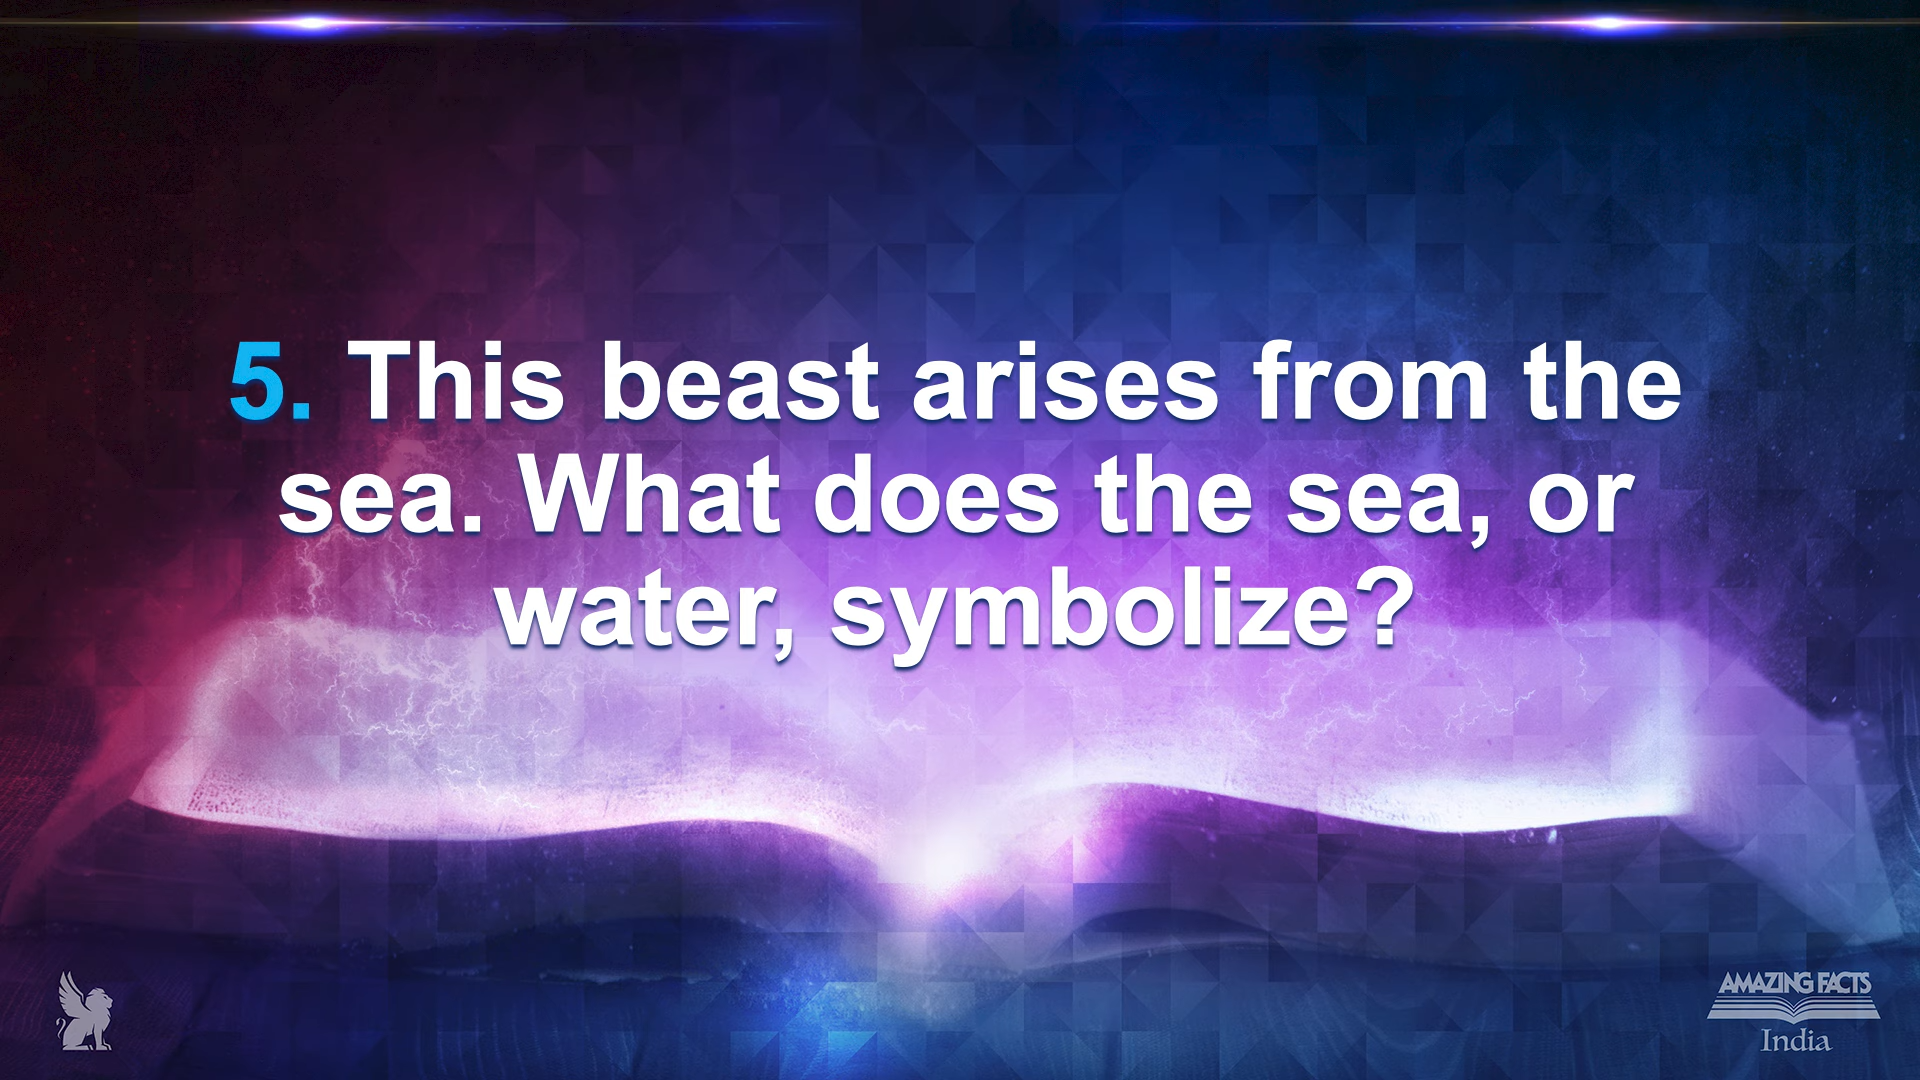 5. This beast arises from the
sea. What does the sea, or
water, symbolize?
AMAZING FACTS
India